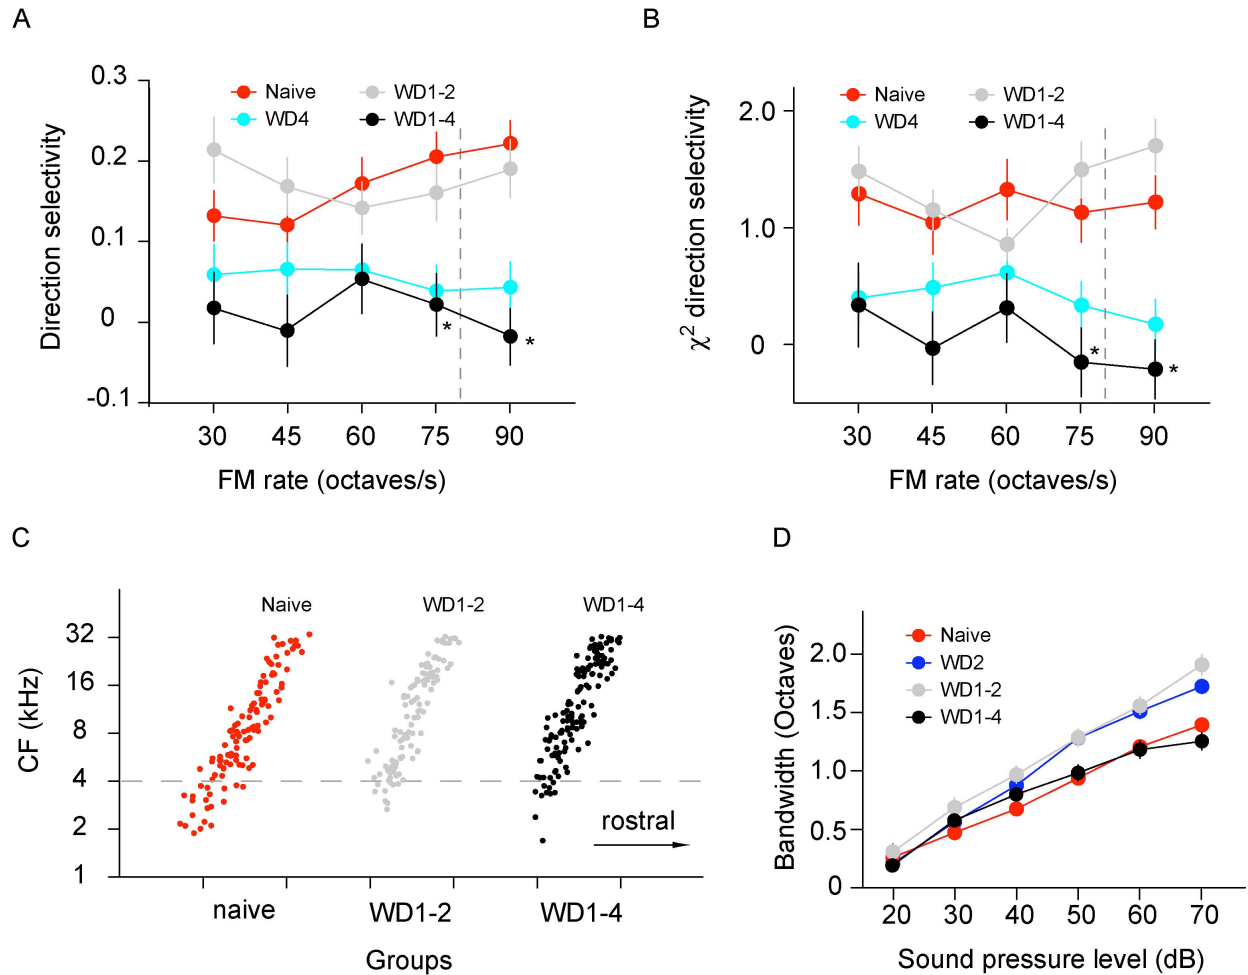 A
0.3
0.2
0.1
0
-0.1
Direction selectivity
Naive
WD4
WD1-2
WD1-4
*
*
30 45 60 75 90
FM rate (octaves/s)
B
2.0
1.0
0
χ² direction selectivity
Naive
WD4
WD1-2
WD1-4
*
*
30 45 60 75 90
FM rate (octaves/s)
C
32
16
8
4
2
1
CF (kHz)
Naive
WD1-2
WD1-4
rostral
naive WD1-2 WD1-4
Groups
D
2.0
1.5
1.0
0.5
0
Bandwidth (Octaves)
Naive
WD2
WD1-2
WD1-4
20 30 40 50 60 70
Sound pressure level (dB)